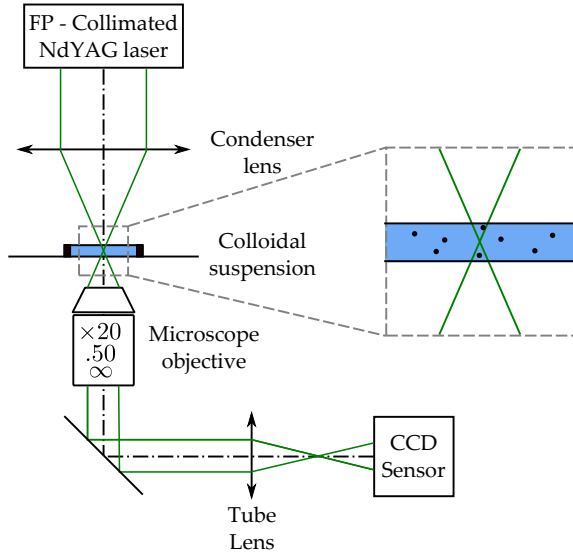 FP - Collimated
NdYAG laser
Condenser
lens
Colloidal
suspension
×20
.50
∞
Microscope
objective
CCD
Sensor
Tube
Lens